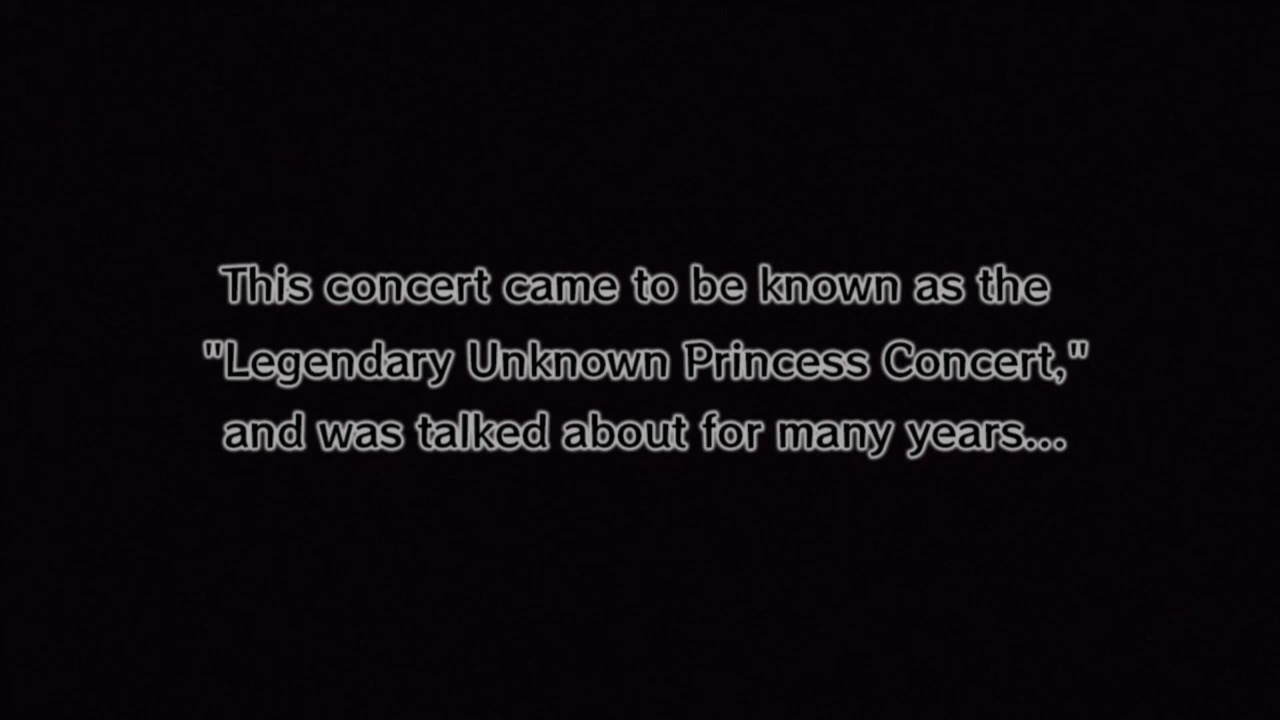 This concert came to be known as the
"Legendary Unknown Princess Concert,"
and was talked about for many years...